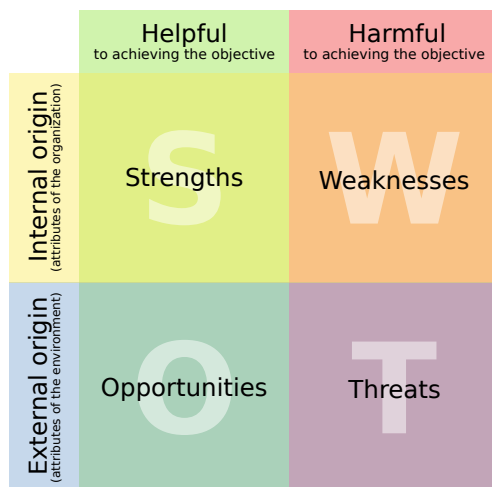 Helpful
to achieving the objective
Harmful
to achieving the objective
Internal origin
(attributes of the organization)
S
Strengths
W
Weaknesses
External origin
(attributes of the environment)
O
Opportunities
T
Threats